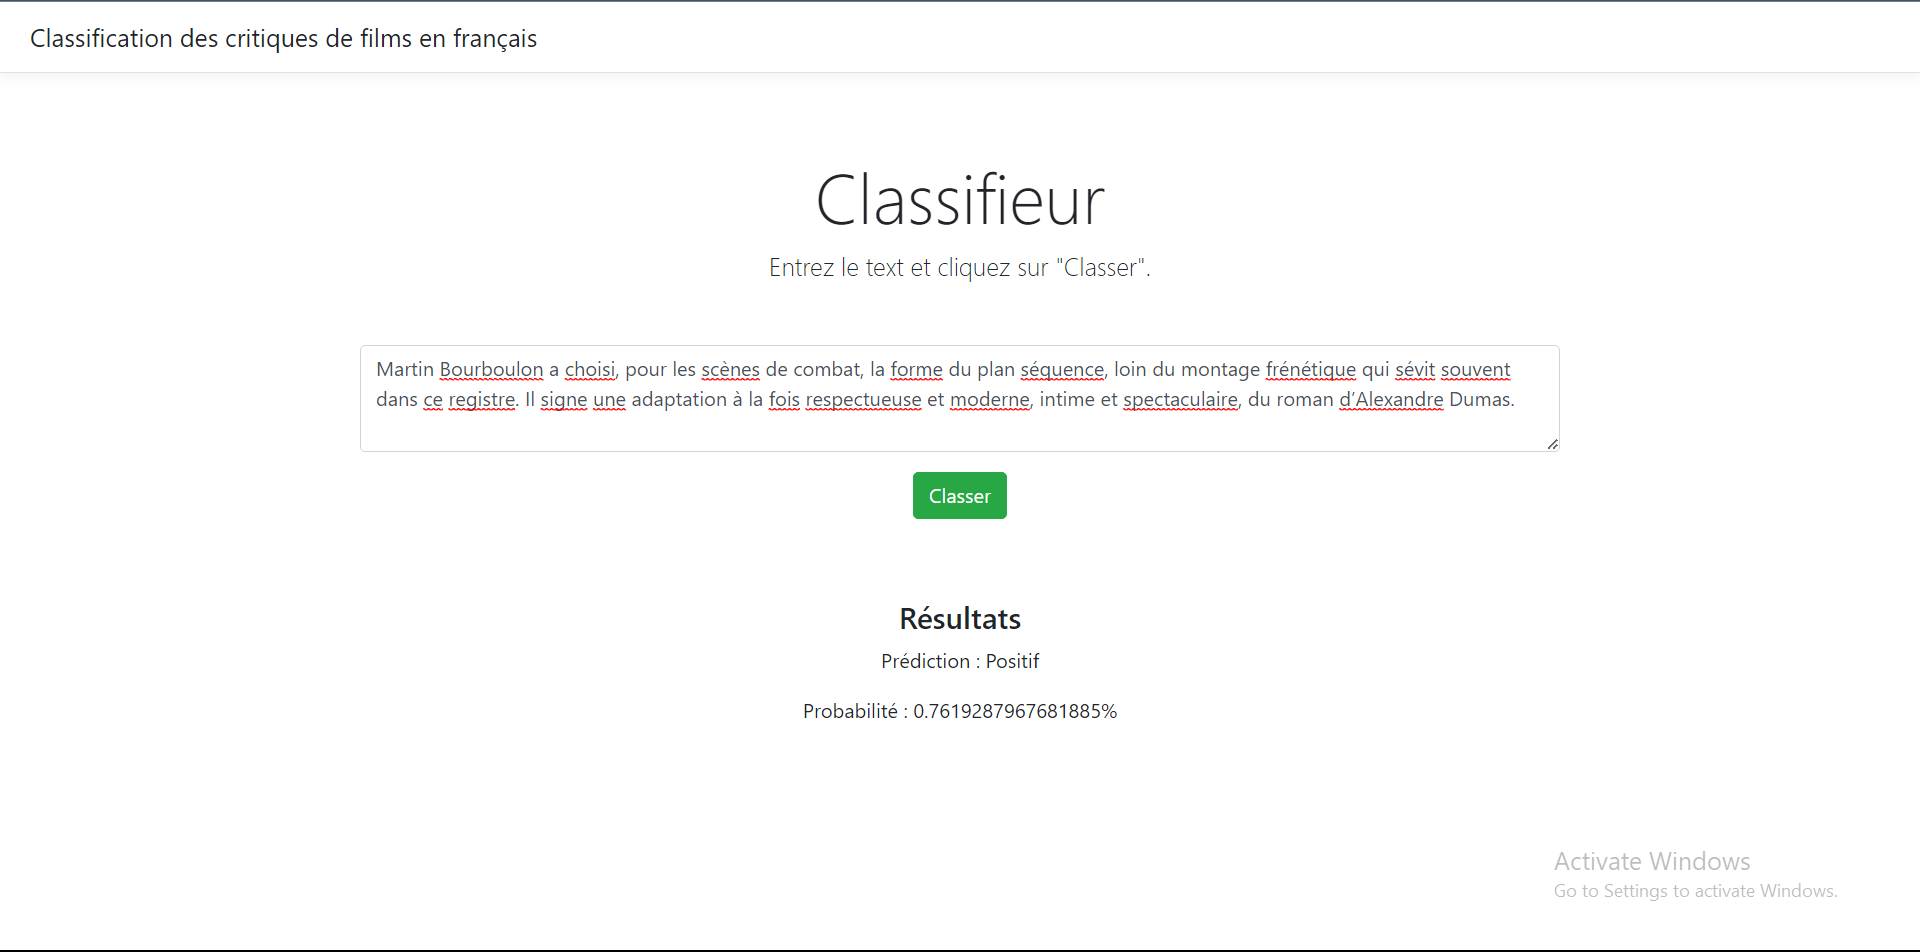 Classification des critiques de films en français
Classifieur
Entrez le text et cliquez sur "Classer".
Martin Bourboulon a choisi, pour les scènes de combat, la forme du plan séquence, loin du montage frénétique qui sévit souvent
dans ce registre. Il signe une adaptation à la fois respectueuse et moderne, intime et spectaculaire, du roman d’Alexandre Dumas.
Classer
Résultats
Prédiction : Positif
Probabilité : 0.7619287967681885%
Activate Windows
Go to Settings to activate Windows.